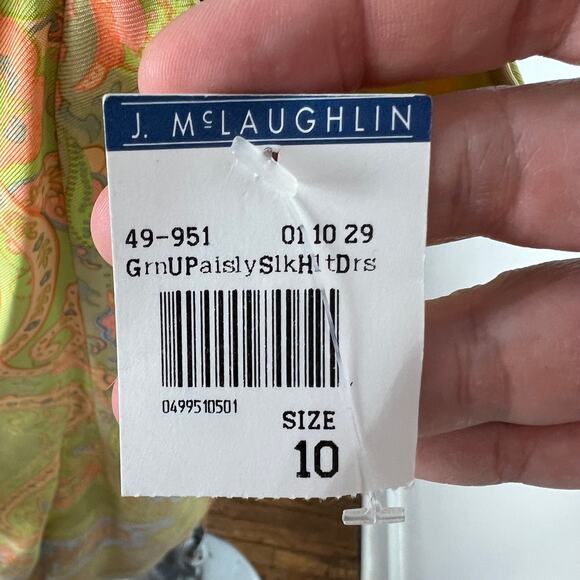 J. McLAUGHLIN
49-951 01 10 29
GrnUPaislySlkHltDrs
0499510501
SIZE
10